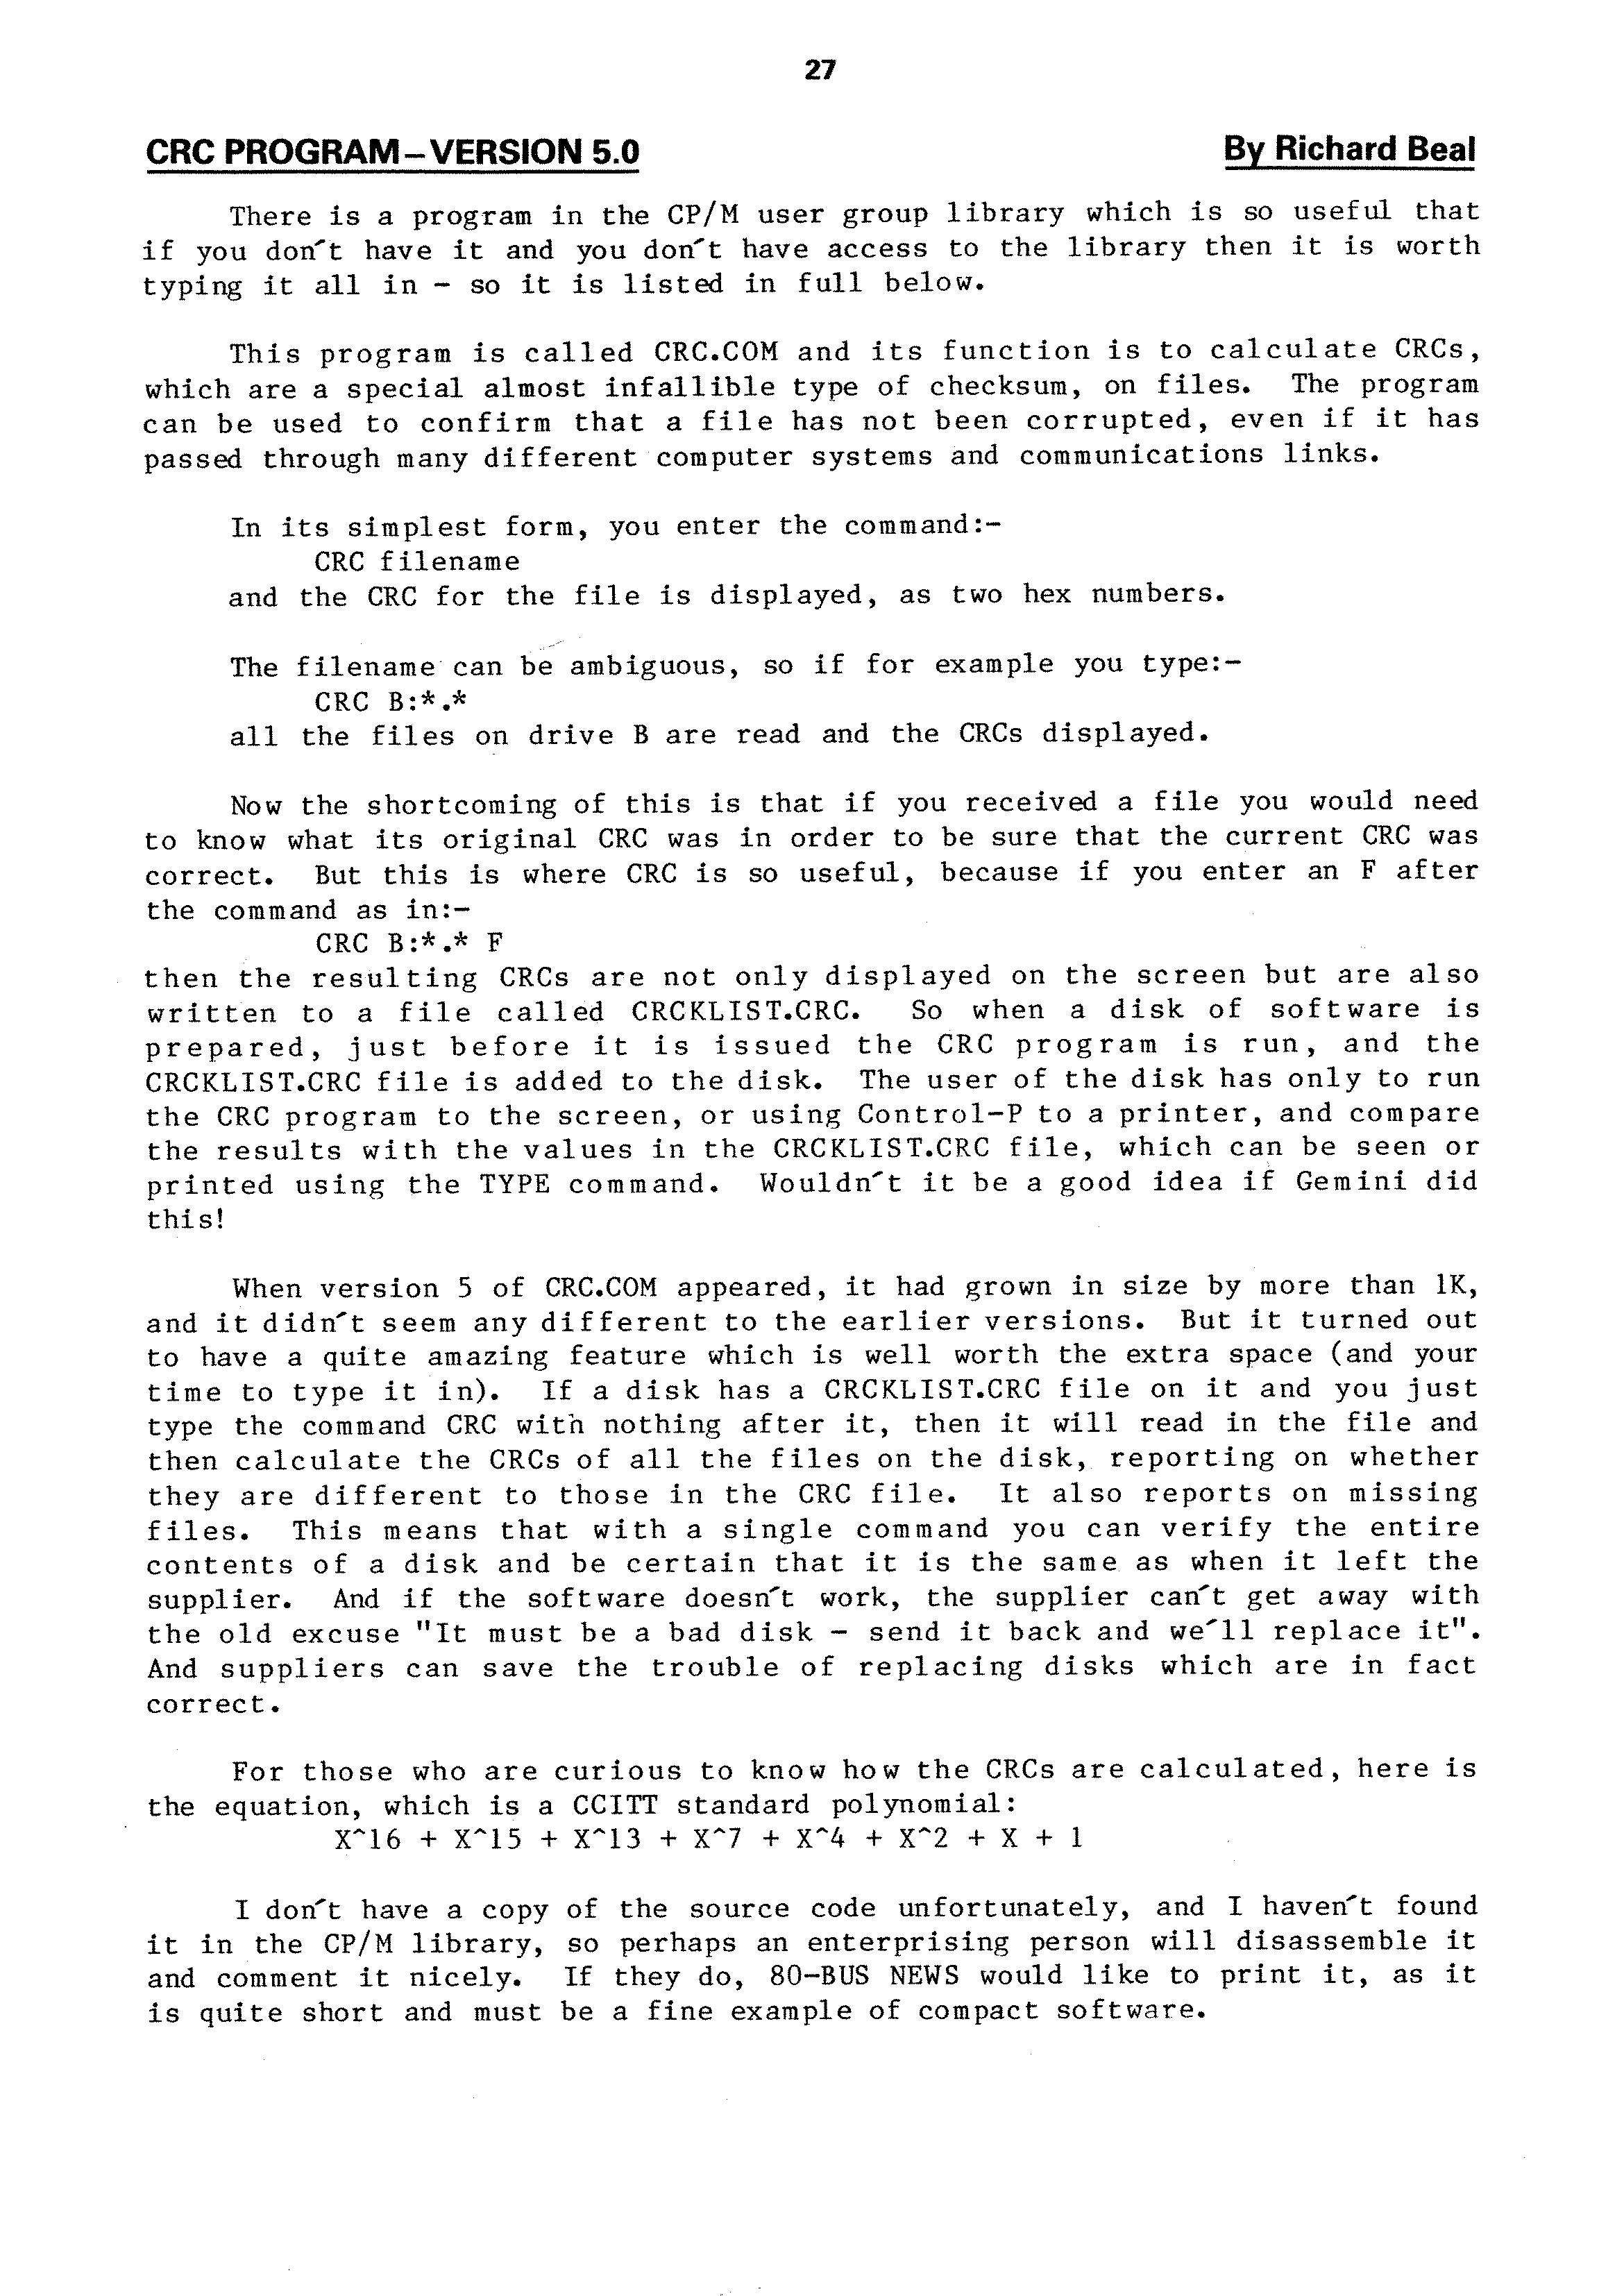 27
CRC PROGRAM–VERSION 5.0 By Richard Beal
There is a program in the CP/M user group library which is so useful that
if you don't have it and you don't have access to the library then it is worth
typing it all in - so it is listed in full below.
This program is called CRC.COM and its function is to calculate CRCs,
which are a special almost infallible type of checksum, on files. The program
can be used to confirm that a file has not been corrupted, even if it has
passed through many different computer systems and communications links.
In its simplest form, you enter the command:-
CRC filename
and the CRC for the file is displayed, as two hex numbers.
The filename can be ambiguous, so if for example you type:-
CRC B:*.*
all the files on drive B are read and the CRCs displayed.
Now the shortcoming of this is that if you received a file you would need
to know what its original CRC was in order to be sure that the current CRC was
correct. But this is where CRC is so useful, because if you enter an F after
the command as in:-
CRC B:*.* F
then the resulting CRCs are not only displayed on the screen but are also
written to a file called CRCKLIST.CRC. So when a disk of software is
prepared, just before it is issued the CRC program is run, and the
CRCKLIST.CRC file is added to the disk. The user of the disk has only to run
the CRC program to the screen, or using Control-P to a printer, and compare
the results with the values in the CRCKLIST.CRC file, which can be seen or
printed using the TYPE command. Wouldn't it be a good idea if Gemini did
this!
When version 5 of CRC.COM appeared, it had grown in size by more than 1K,
and it didn't seem any different to the earlier versions. But it turned out
to have a quite amazing feature which is well worth the extra space (and your
time to type it in). If a disk has a CRCKLIST.CRC file on it and you just
type the command CRC with nothing after it, then it will read in the file and
then calculate the CRCs of all the files on the disk, reporting on whether
they are different to those in the CRC file. It also reports on missing
files. This means that with a single command you can verify the entire
contents of a disk and be certain that it is the same as when it left the
supplier. And if the software doesn't work, the supplier can't get away with
the old excuse "It must be a bad disk - send it back and we'll replace it".
And suppliers can save the trouble of replacing disks which are in fact
correct.
For those who are curious to know how the CRCs are calculated, here is
the equation, which is a CCITT standard polynomial:
X^16 + X^15 + X^13 + X^7 + X^4 + X^2 + X + 1
I don't have a copy of the source code unfortunately, and I haven't found
it in the CP/M library, so perhaps an enterprising person will disassemble it
and comment it nicely. If they do, 80-BUS NEWS would like to print it, as it
is quite short and must be a fine example of compact software.